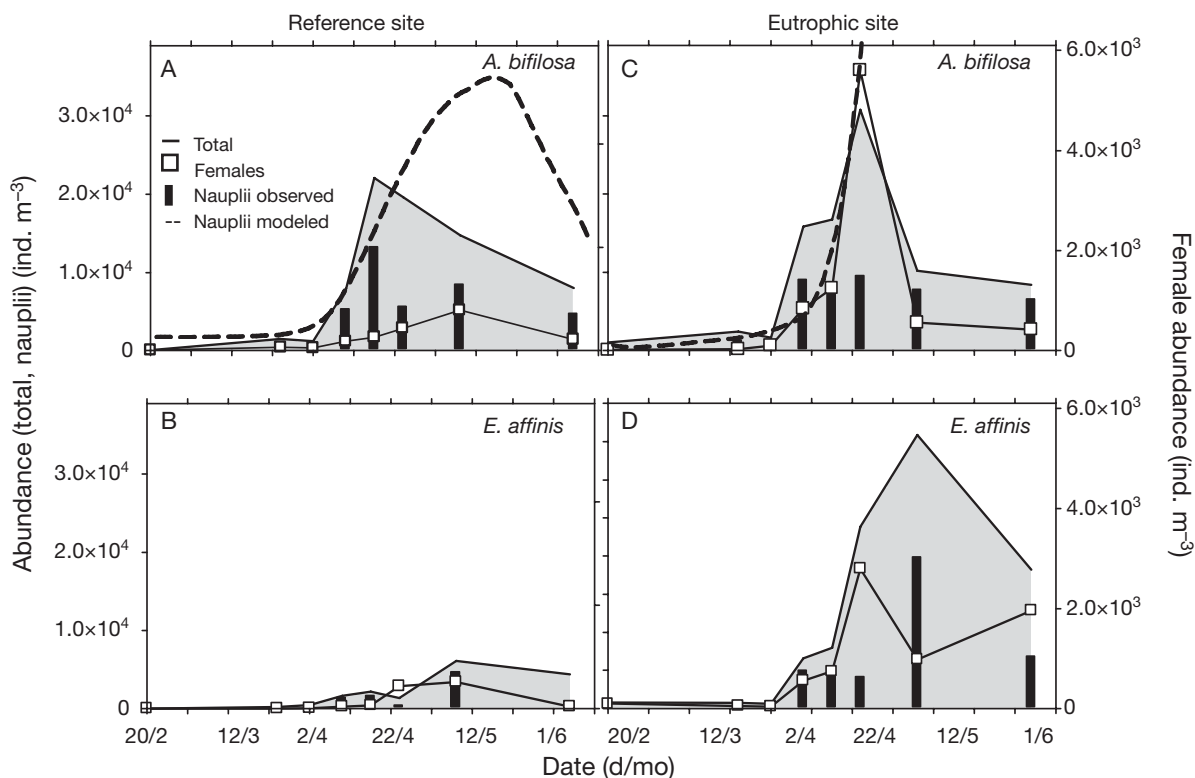 Reference site
Eutrophic site
A
A. bifilosa
C
A. bifilosa
6.0×10³
3.0×10⁴
Total
Females
Nauplii observed
Nauplii modeled
4.0×10³
2.0×10⁴
2.0×10³
1.0×10⁴
0
0
B
E. affinis
D
E. affinis
6.0×10³
3.0×10⁴
4.0×10³
2.0×10⁴
2.0×10³
1.0×10⁴
0
0
20/2 12/3 2/4 22/4 12/5 1/6
20/2 12/3 2/4 22/4 12/5 1/6
Date (d/mo)
Abundance (total, nauplii) (ind. m⁻³)
Female abundance (ind. m⁻³)